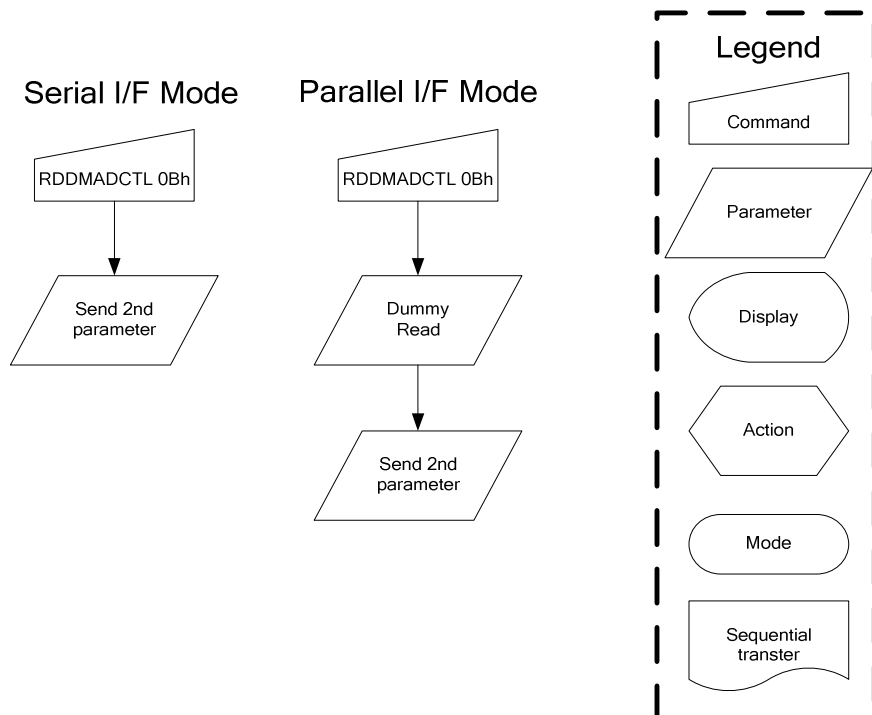 Serial I/F Mode
RDDMADCTL 0Bh
Send 2nd
parameter
Parallel I/F Mode
RDDMADCTL 0Bh
Dummy
Read
Send 2nd
parameter
Legend
Command
Parameter
Display
Action
Mode
Sequential
transter